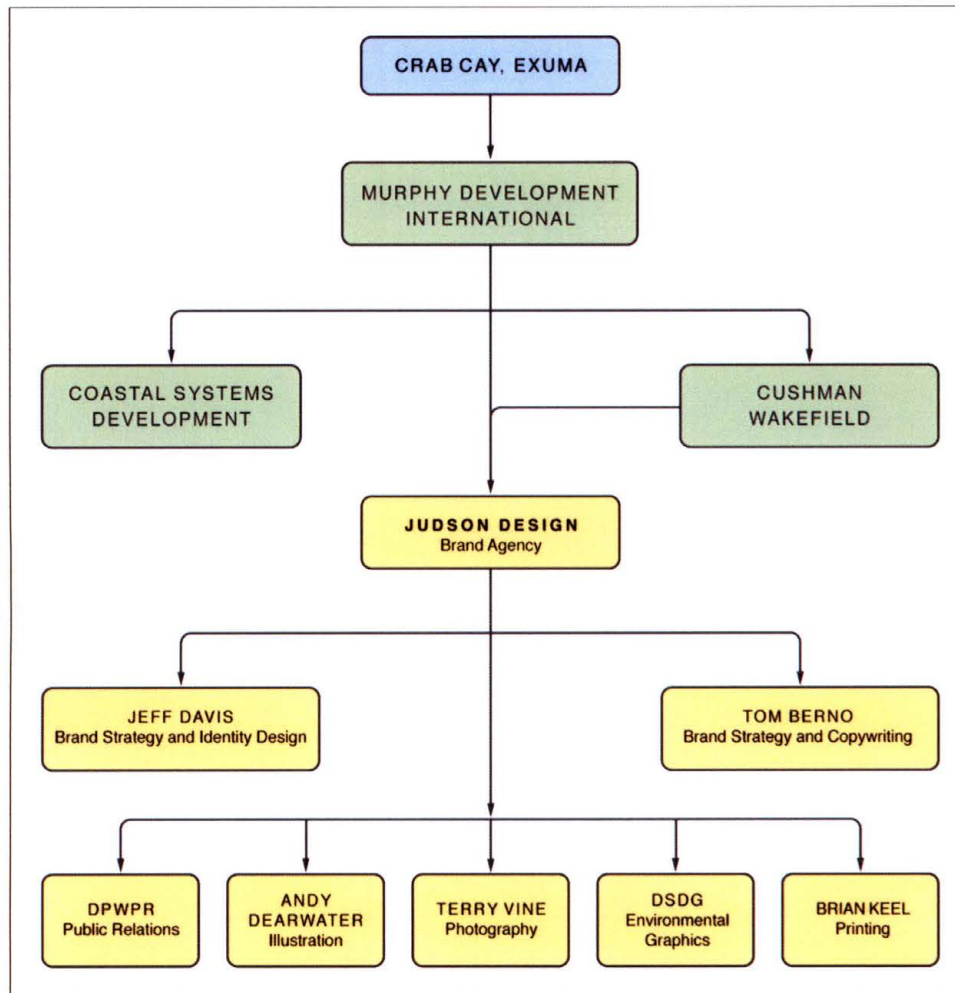 CRAB CAY, EXUMA
MURPHY DEVELOPMENT
INTERNATIONAL
COASTAL SYSTEMS
DEVELOPMENT
CUSHMAN
WAKEFIELD
JUDSON DESIGN
Brand Agency
JEFF DAVIS
Brand Strategy and Identity Design
TOM BERNO
Brand Strategy and Copywriting
DPWPR
Public Relations
ANDY
DEARWATER
Illustration
TERRY VINE
Photography
DSDG
Environmental
Graphics
BRIAN KEEL
Printing